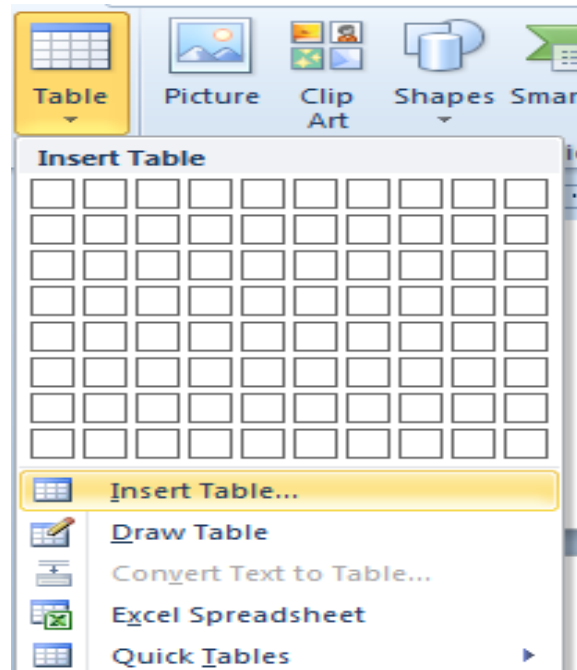 Table Picture Clip Art Shapes Smar
Insert Table
Insert Table...
Draw Table
Convert Text to Table...
Excel Spreadsheet
Quick Tables